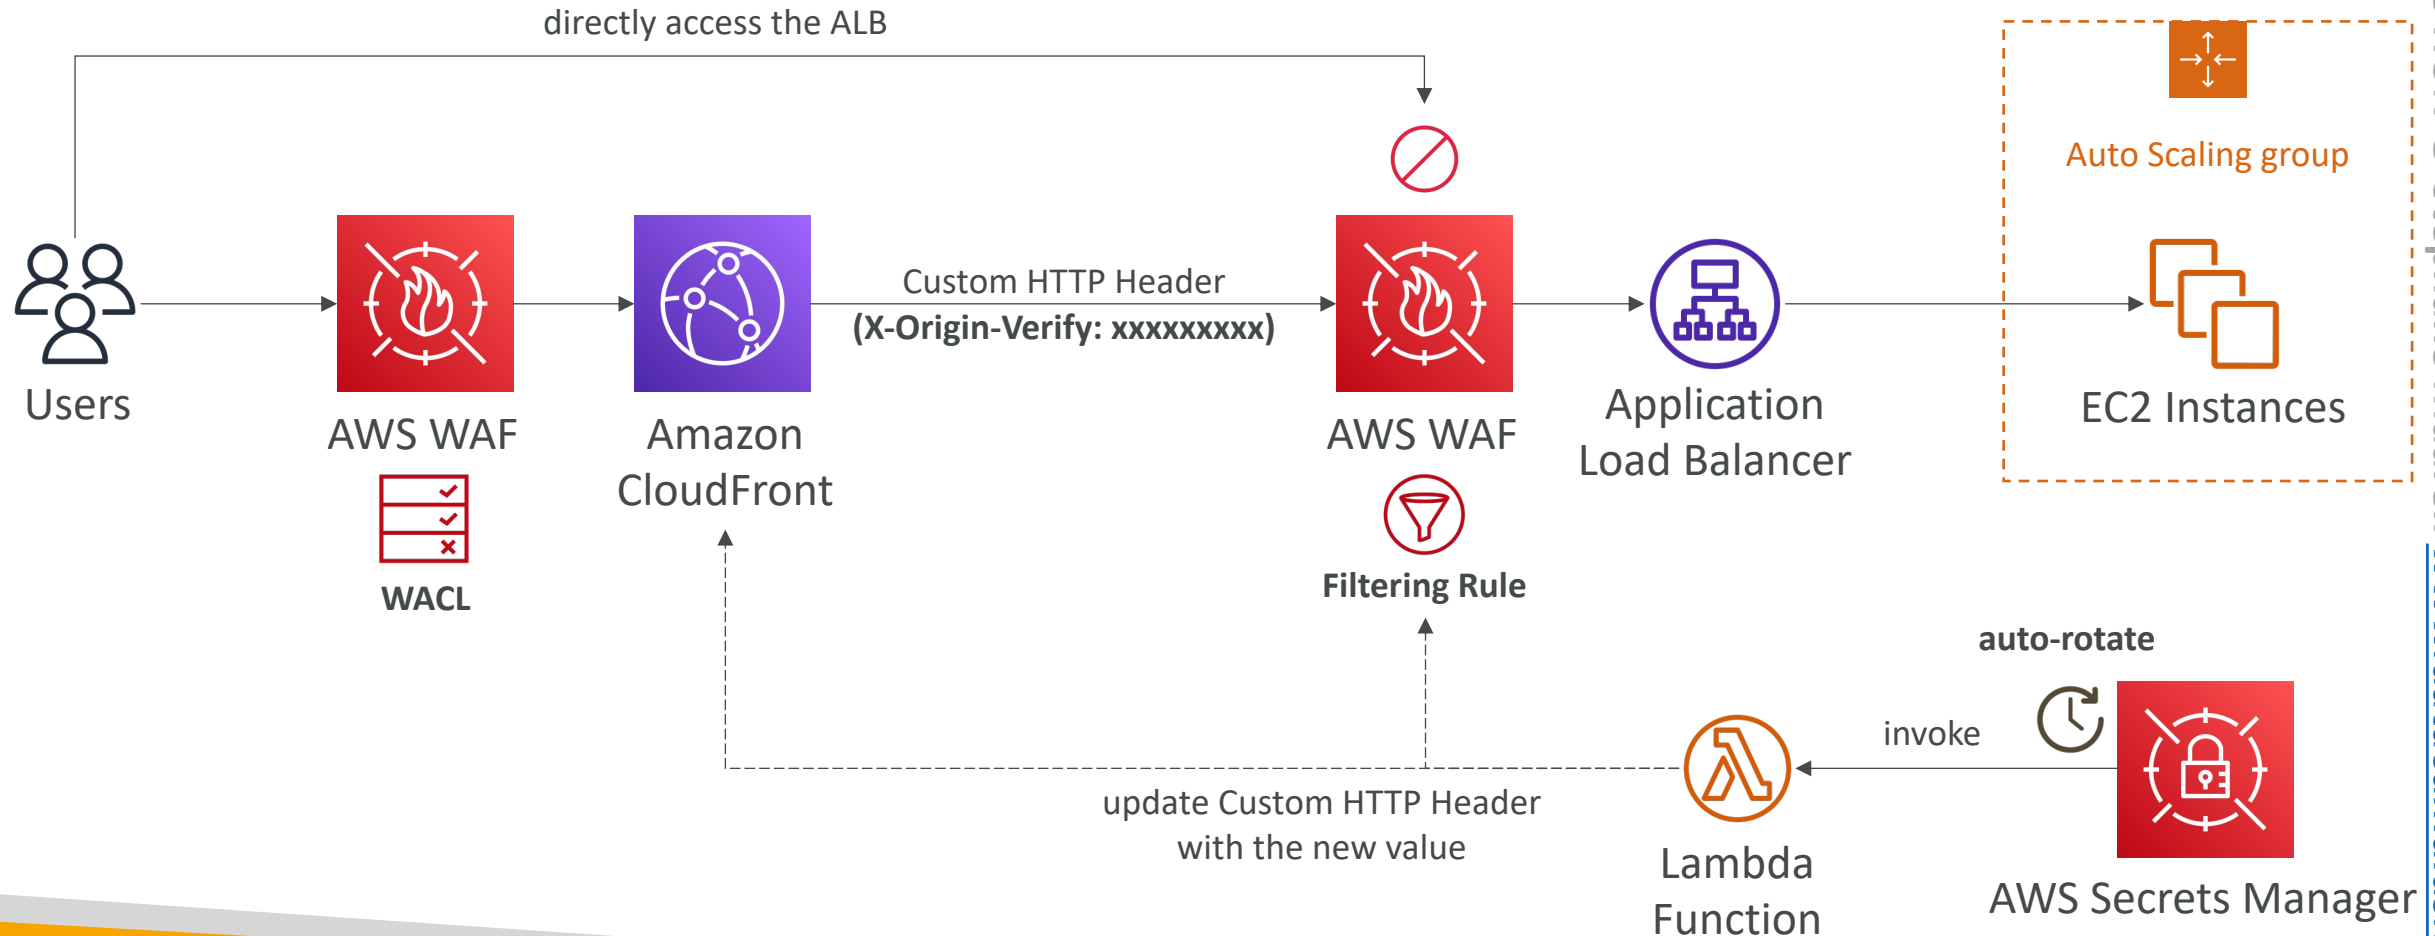 directly access the ALB
Auto Scaling group
Custom HTTP Header
(X-Origin-Verify: xxxxxxxxx)
Users
AWS WAF
WACL
Amazon
CloudFront
AWS WAF
Filtering Rule
Application
Load Balancer
EC2 Instances
auto-rotate
invoke
update Custom HTTP Header
with the new value
Lambda
Function
AWS Secrets Manager